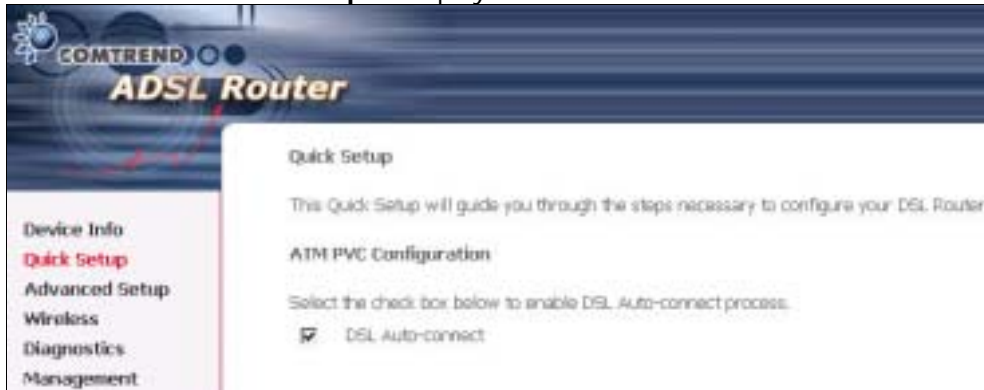 COMTREND
ADSL Router
Quick Setup
This Quick Setup will guide you through the steps necessary to configure your DSL Router
ATM PVC Configuration
Select the check box below to enable DSL Auto-connect process.
DSL Auto-connect
Device Info
Quick Setup
Advanced Setup
Wireless
Diagnostics
Management